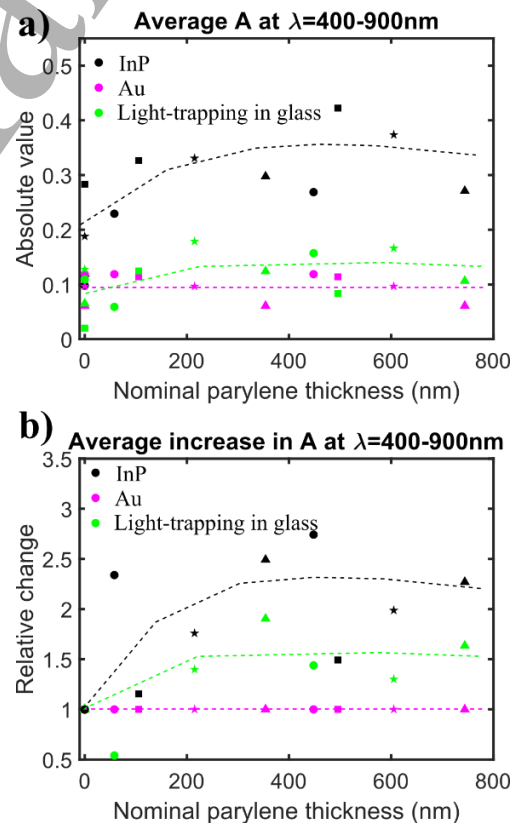 a)
Average A at λ=400-900nm
0.5
InP
Au
0.4
Light-trapping in glass
Absolute value
0.3
0.2
0.1
0
0 200 400 600 800
Nominal parylene thickness (nm)
b)
Average increase in A at λ=400-900nm
3.5
InP
3
Au
Light-trapping in glass
2.5
Relative change
2
1.5
1
0.5
0 200 400 600 800
Nominal parylene thickness (nm)